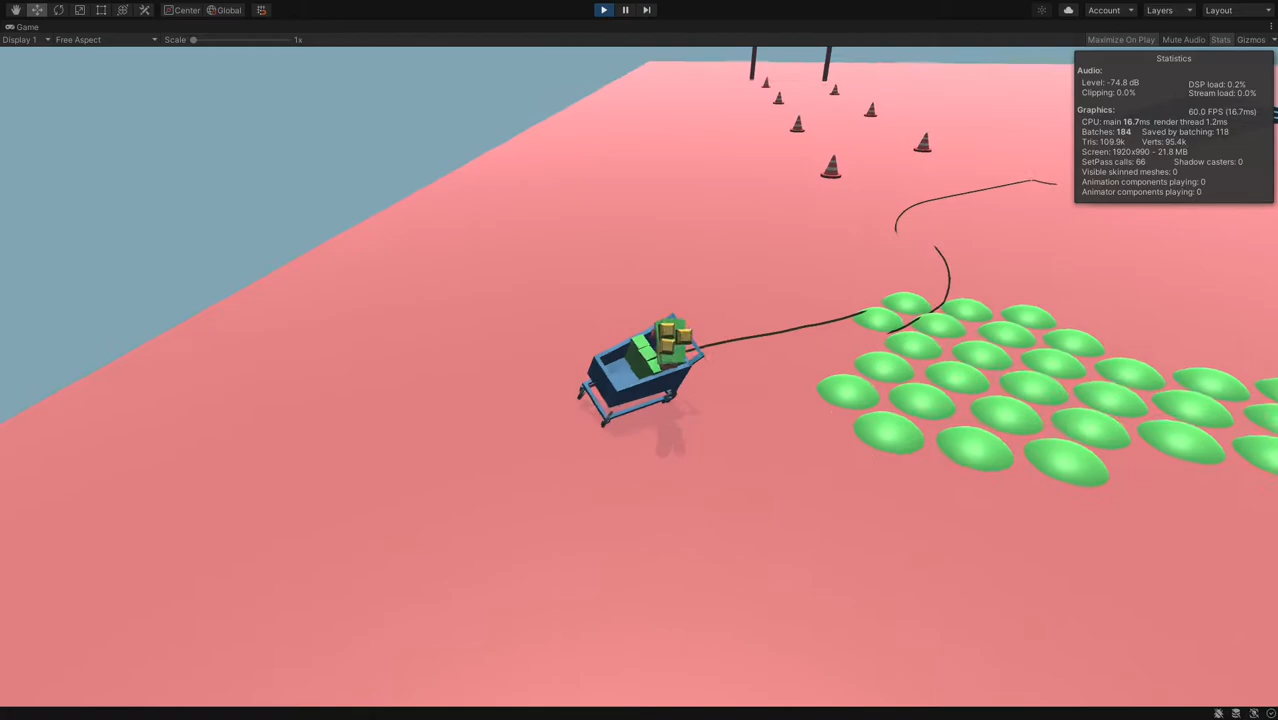 Center Global Account Layers Layout
Game
Display 1 Free Aspect Scale 1x Maximize On Play Mute Audio Stats Gizmos
Statistics
Audio:
Level: -74.8 dB DSP load: 0.2%
Clipping: 0.0% Stream load: 0.0%
Graphics: 60.0 FPS (16.7ms)
CPU: main 16.7ms render thread 1.2ms
Batches: 184 Saved by batching: 118
Tris: 109.9k Verts: 95.4k
Screen: 1920x990 - 21.8 MB
SetPass calls: 66 Shadow casters: 0
Visible skinned meshes: 0
Animation components playing: 0
Animator components playing: 0